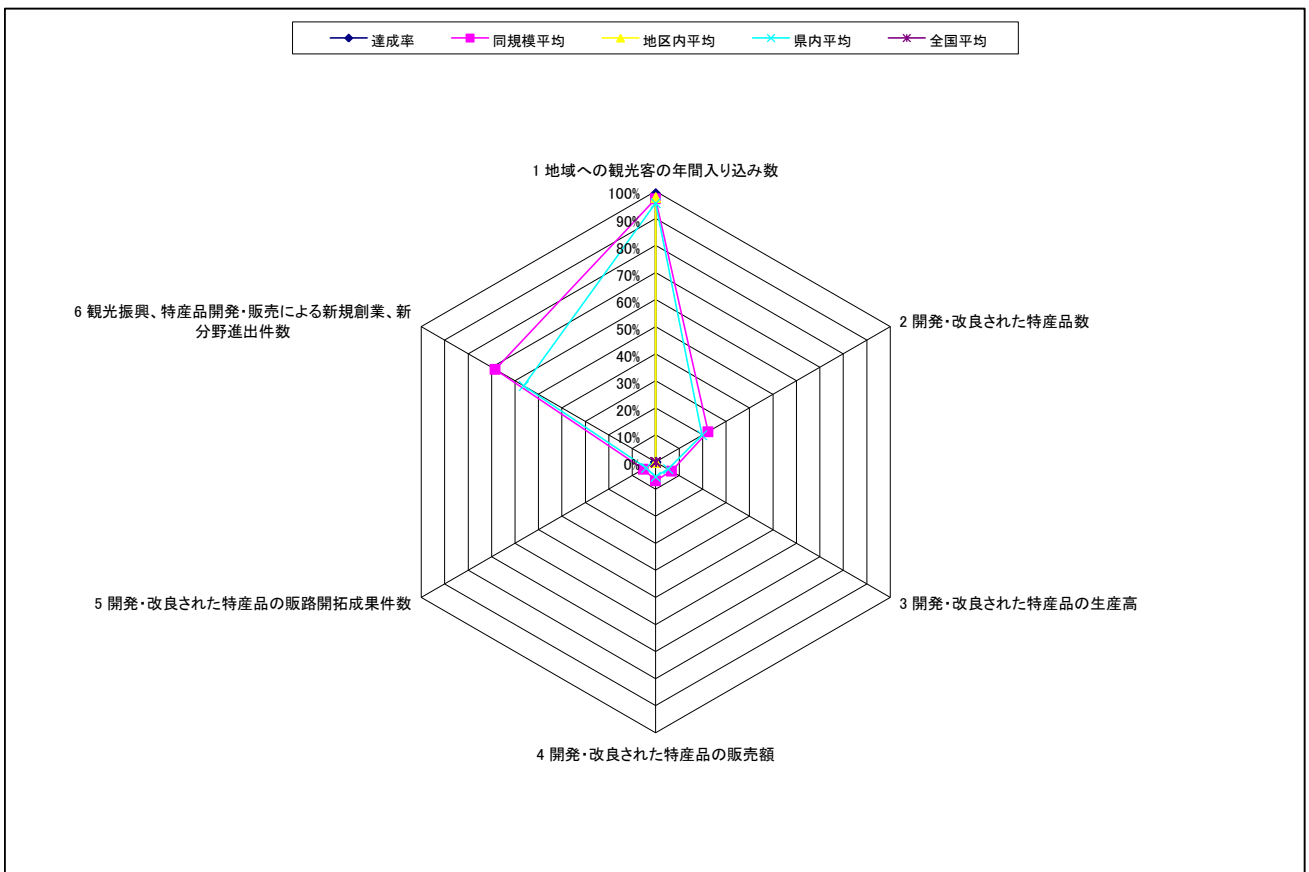 達成率 同規模平均 地区内平均 県内平均 全国平均
1 地域への観光客の年間入り込み数
100%
90%
80%
70%
60%
50%
40%
30%
20%
10%
0%
2 開発・改良された特産品数
3 開発・改良された特産品の生産高
4 開発・改良された特産品の販売額
5 開発・改良された特産品の販路開拓成果件数
6 観光振興、特産品開発・販売による新規創業、新
分野進出件数